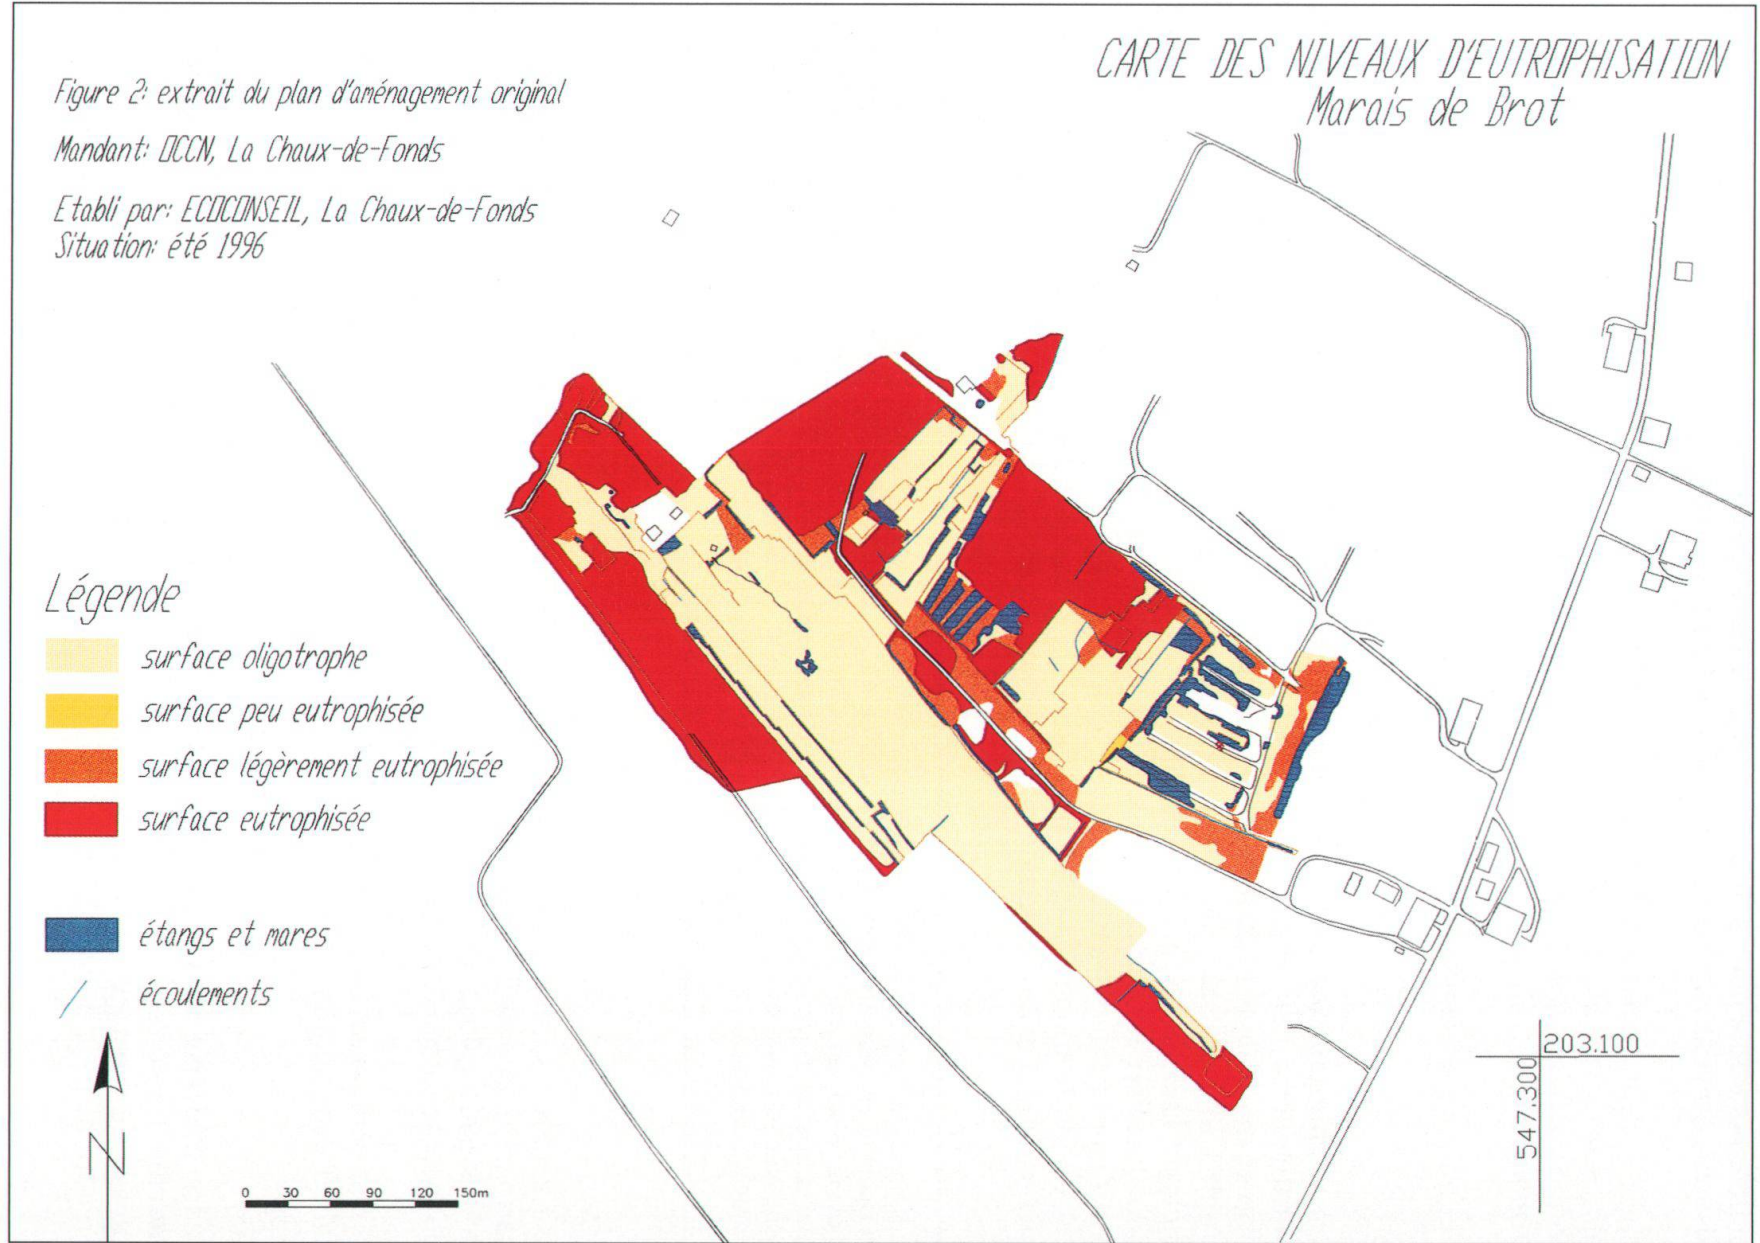 CARTE DES NIVEAUX D'EUTROPHISATION
Marais de Brot
Figure 2: extrait du plan d'aménagement original
Mandant: OCCN, La Chaux-de-Fonds
Etabli par: ECOCONSEIL, La Chaux-de-Fonds
Situation: été 1996
Légende
surface oligotrophe
surface peu eutrophisée
surface légèrement eutrophisée
surface eutrophisée
étangs et mares
écoulements
N
0 30 60 90 120 150m
203.100
547.300